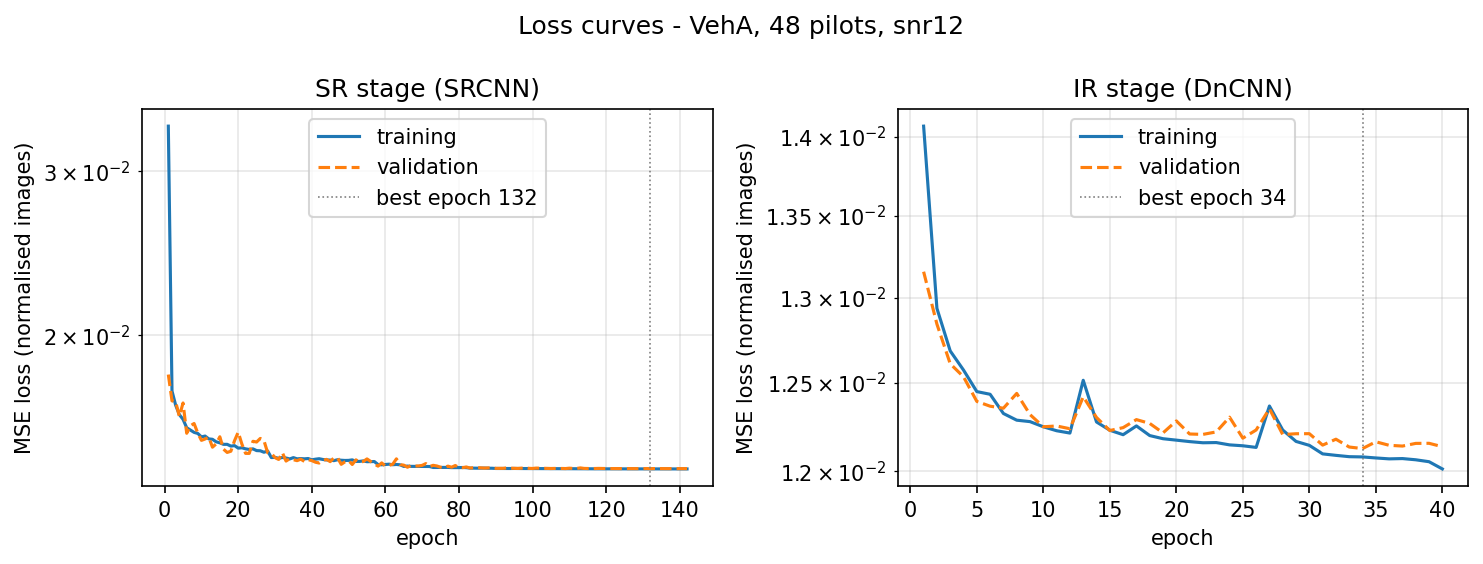 Loss curves - VehA, 48 pilots, snr12
SR stage (SRCNN)
MSE loss (normalised images)
3 × 10⁻²
2 × 10⁻²
training
validation
best epoch 132
0 20 40 60 80 100 120 140
epoch
IR stage (DnCNN)
MSE loss (normalised images)
1.4 × 10⁻²
1.35 × 10⁻²
1.3 × 10⁻²
1.25 × 10⁻²
1.2 × 10⁻²
training
validation
best epoch 34
0 5 10 15 20 25 30 35 40
epoch